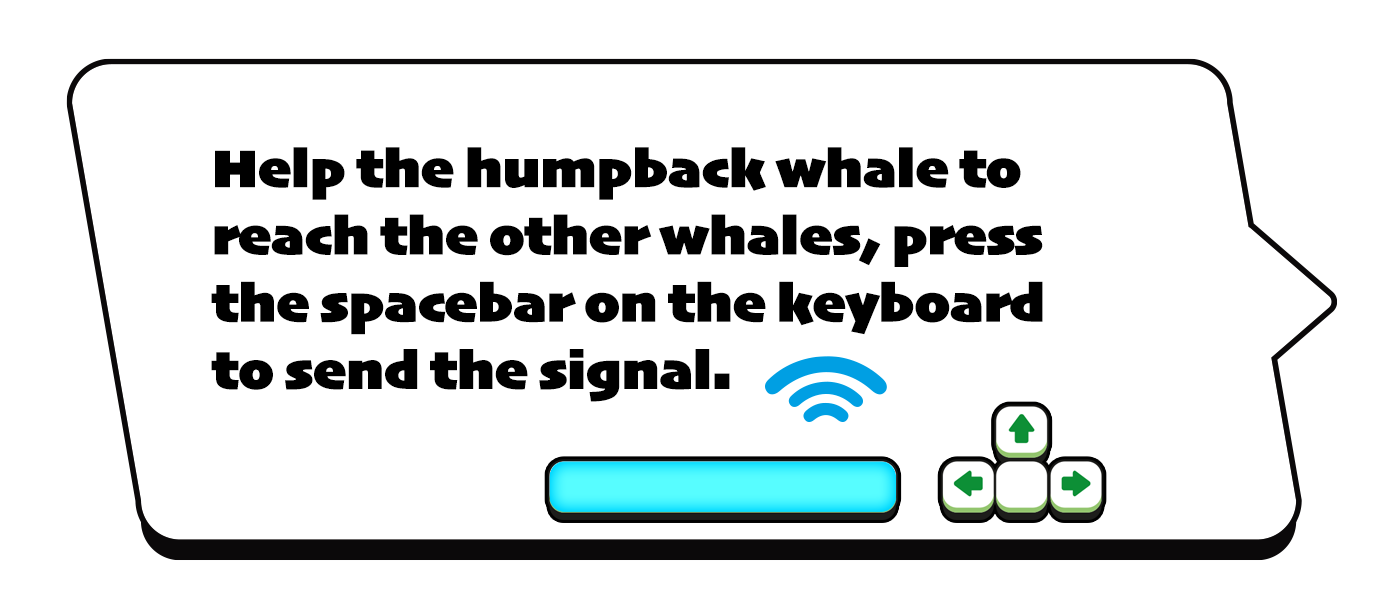 Help the humpback whale to
reach the other whales, press
the spacebar on the keyboard
to send the signal.